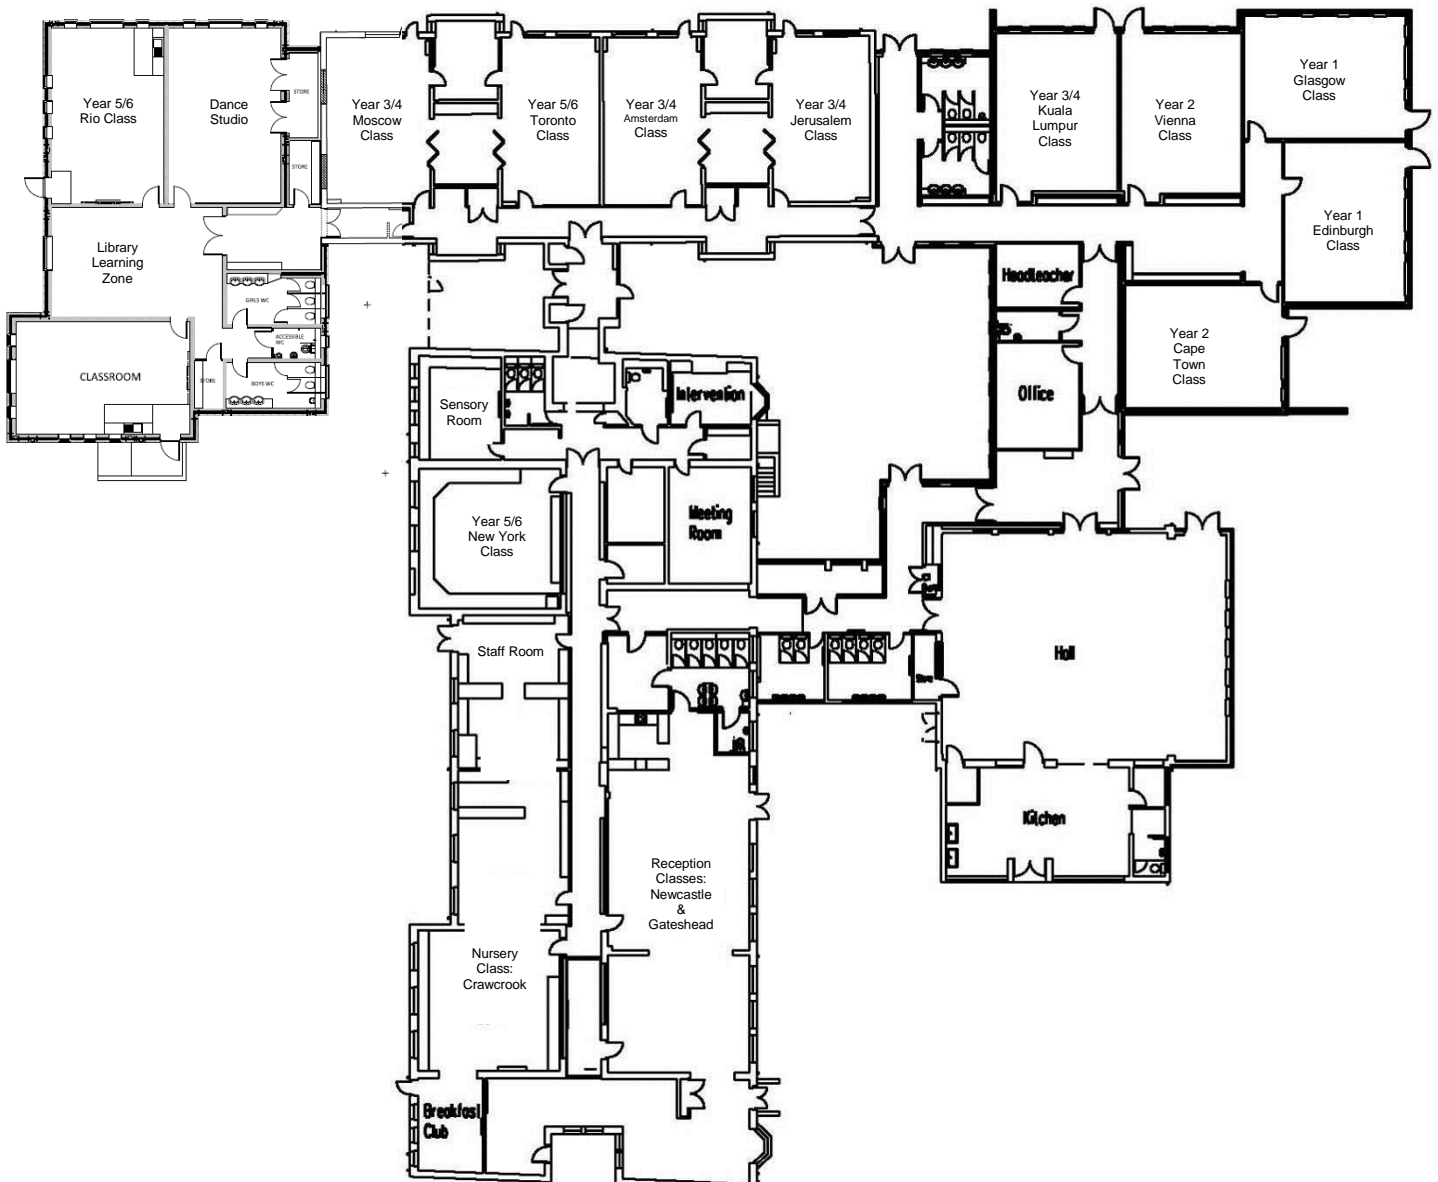 Year 5/6
Rio Class
Dance
Studio
STORE
STORE
Year 3/4
Moscow
Class
Year 5/6
Toronto
Class
Year 3/4
Amsterdam
Class
Year 3/4
Jerusalem
Class
Year 3/4
Kuala
Lumpur
Class
Year 2
Vienna
Class
Year 1
Glasgow
Class
Year 1
Edinburgh
Class
Library
Learning
Zone
GIRLS WC
ACCESSIBLE
WC
BOYS WC
STORE
CLASSROOM
Headteacher
Office
Year 2
Cape
Town
Class
Sensory
Room
Intervention
Year 5/6
New York
Class
Meeting
Room
Staff Room
Hall
Store
Kitchen
Reception
Classes:
Newcastle
&
Gateshead
Nursery
Class:
Crawcrook
Breakfast
Club